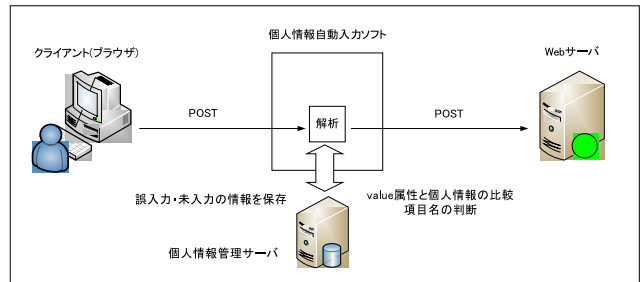 個人情報自動入力ソフト
クライアント(ブラウザ)
Webサーバ
POST
解析
POST
誤入力・未入力の情報を保存
value属性と個人情報の比較
項目名の判断
個人情報管理サーバ